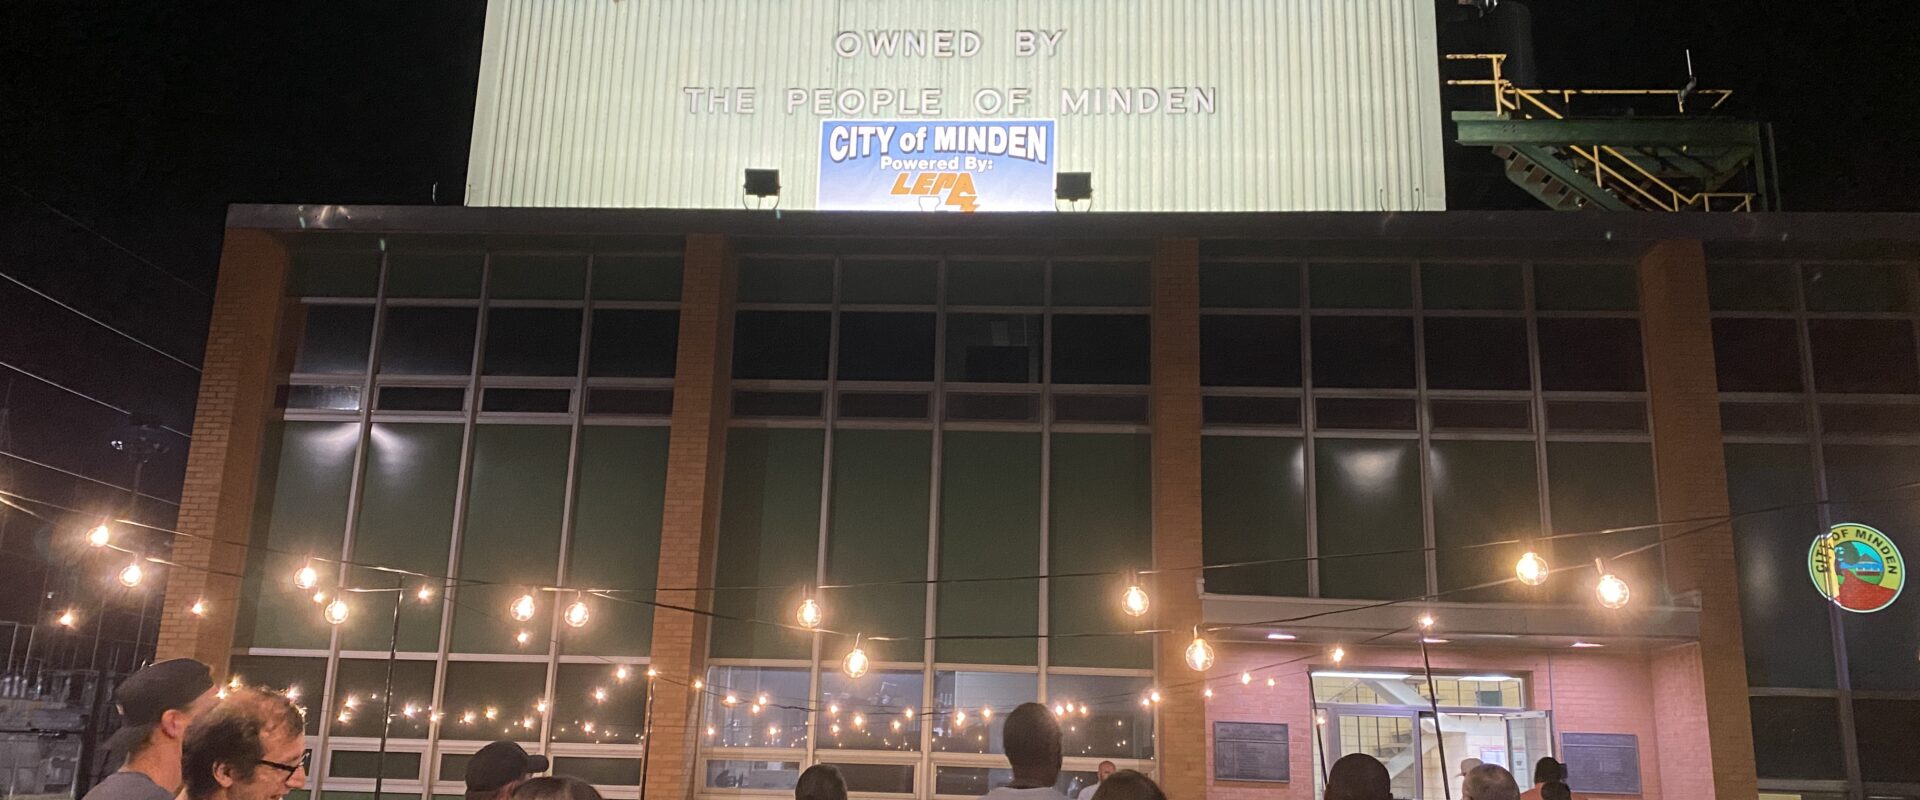 OWNED BY
THE PEOPLE OF MINDEN
CITY of MINDEN
Powered By:
LEPA
CITY OF MINDEN